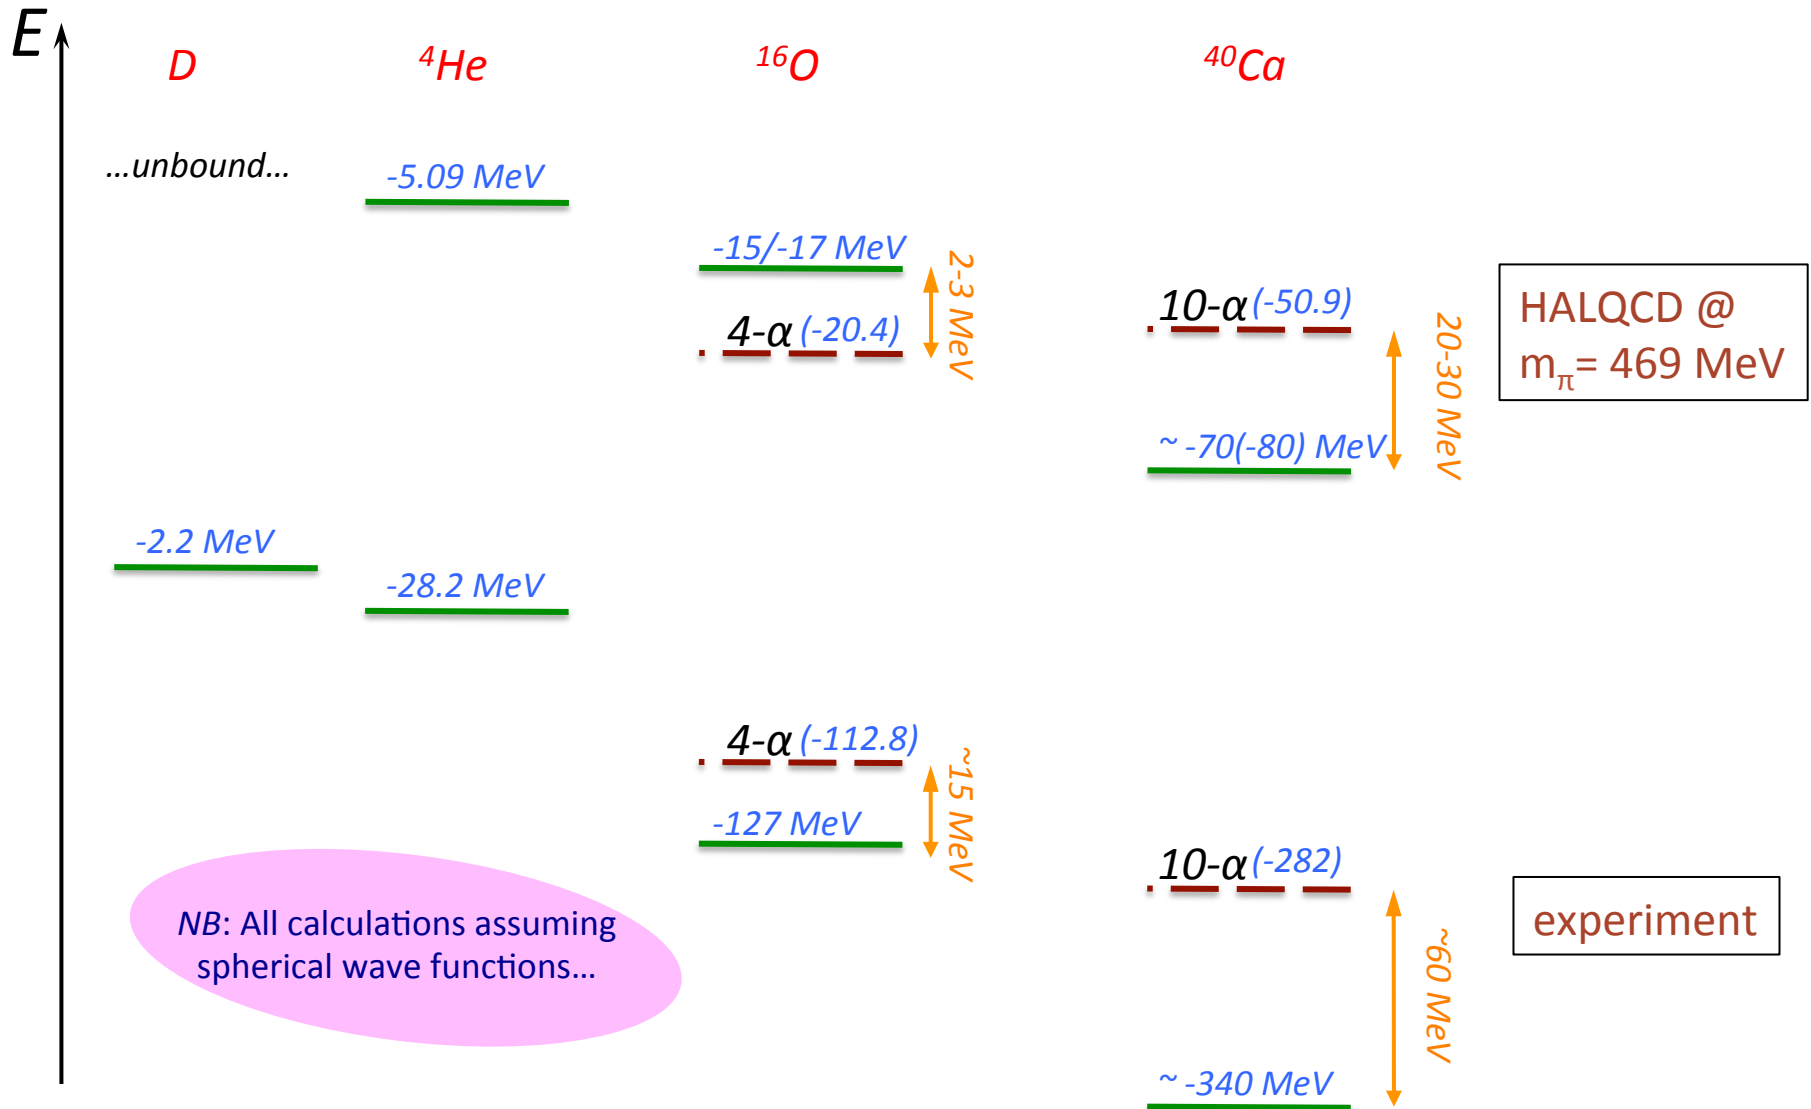 E
D
⁴He
¹⁶O
⁴⁰Ca
...unbound...
-5.09 MeV
-15/-17 MeV
2-3 MeV
4-α (-20.4)
10-α (-50.9)
20-30 MeV
~ -70(-80) MeV
HALQCD @
mπ= 469 MeV
-2.2 MeV
-28.2 MeV
4-α (-112.8)
~15 MeV
-127 MeV
10-α (-282)
~60 MeV
~ -340 MeV
experiment
NB: All calculations assuming
spherical wave functions...